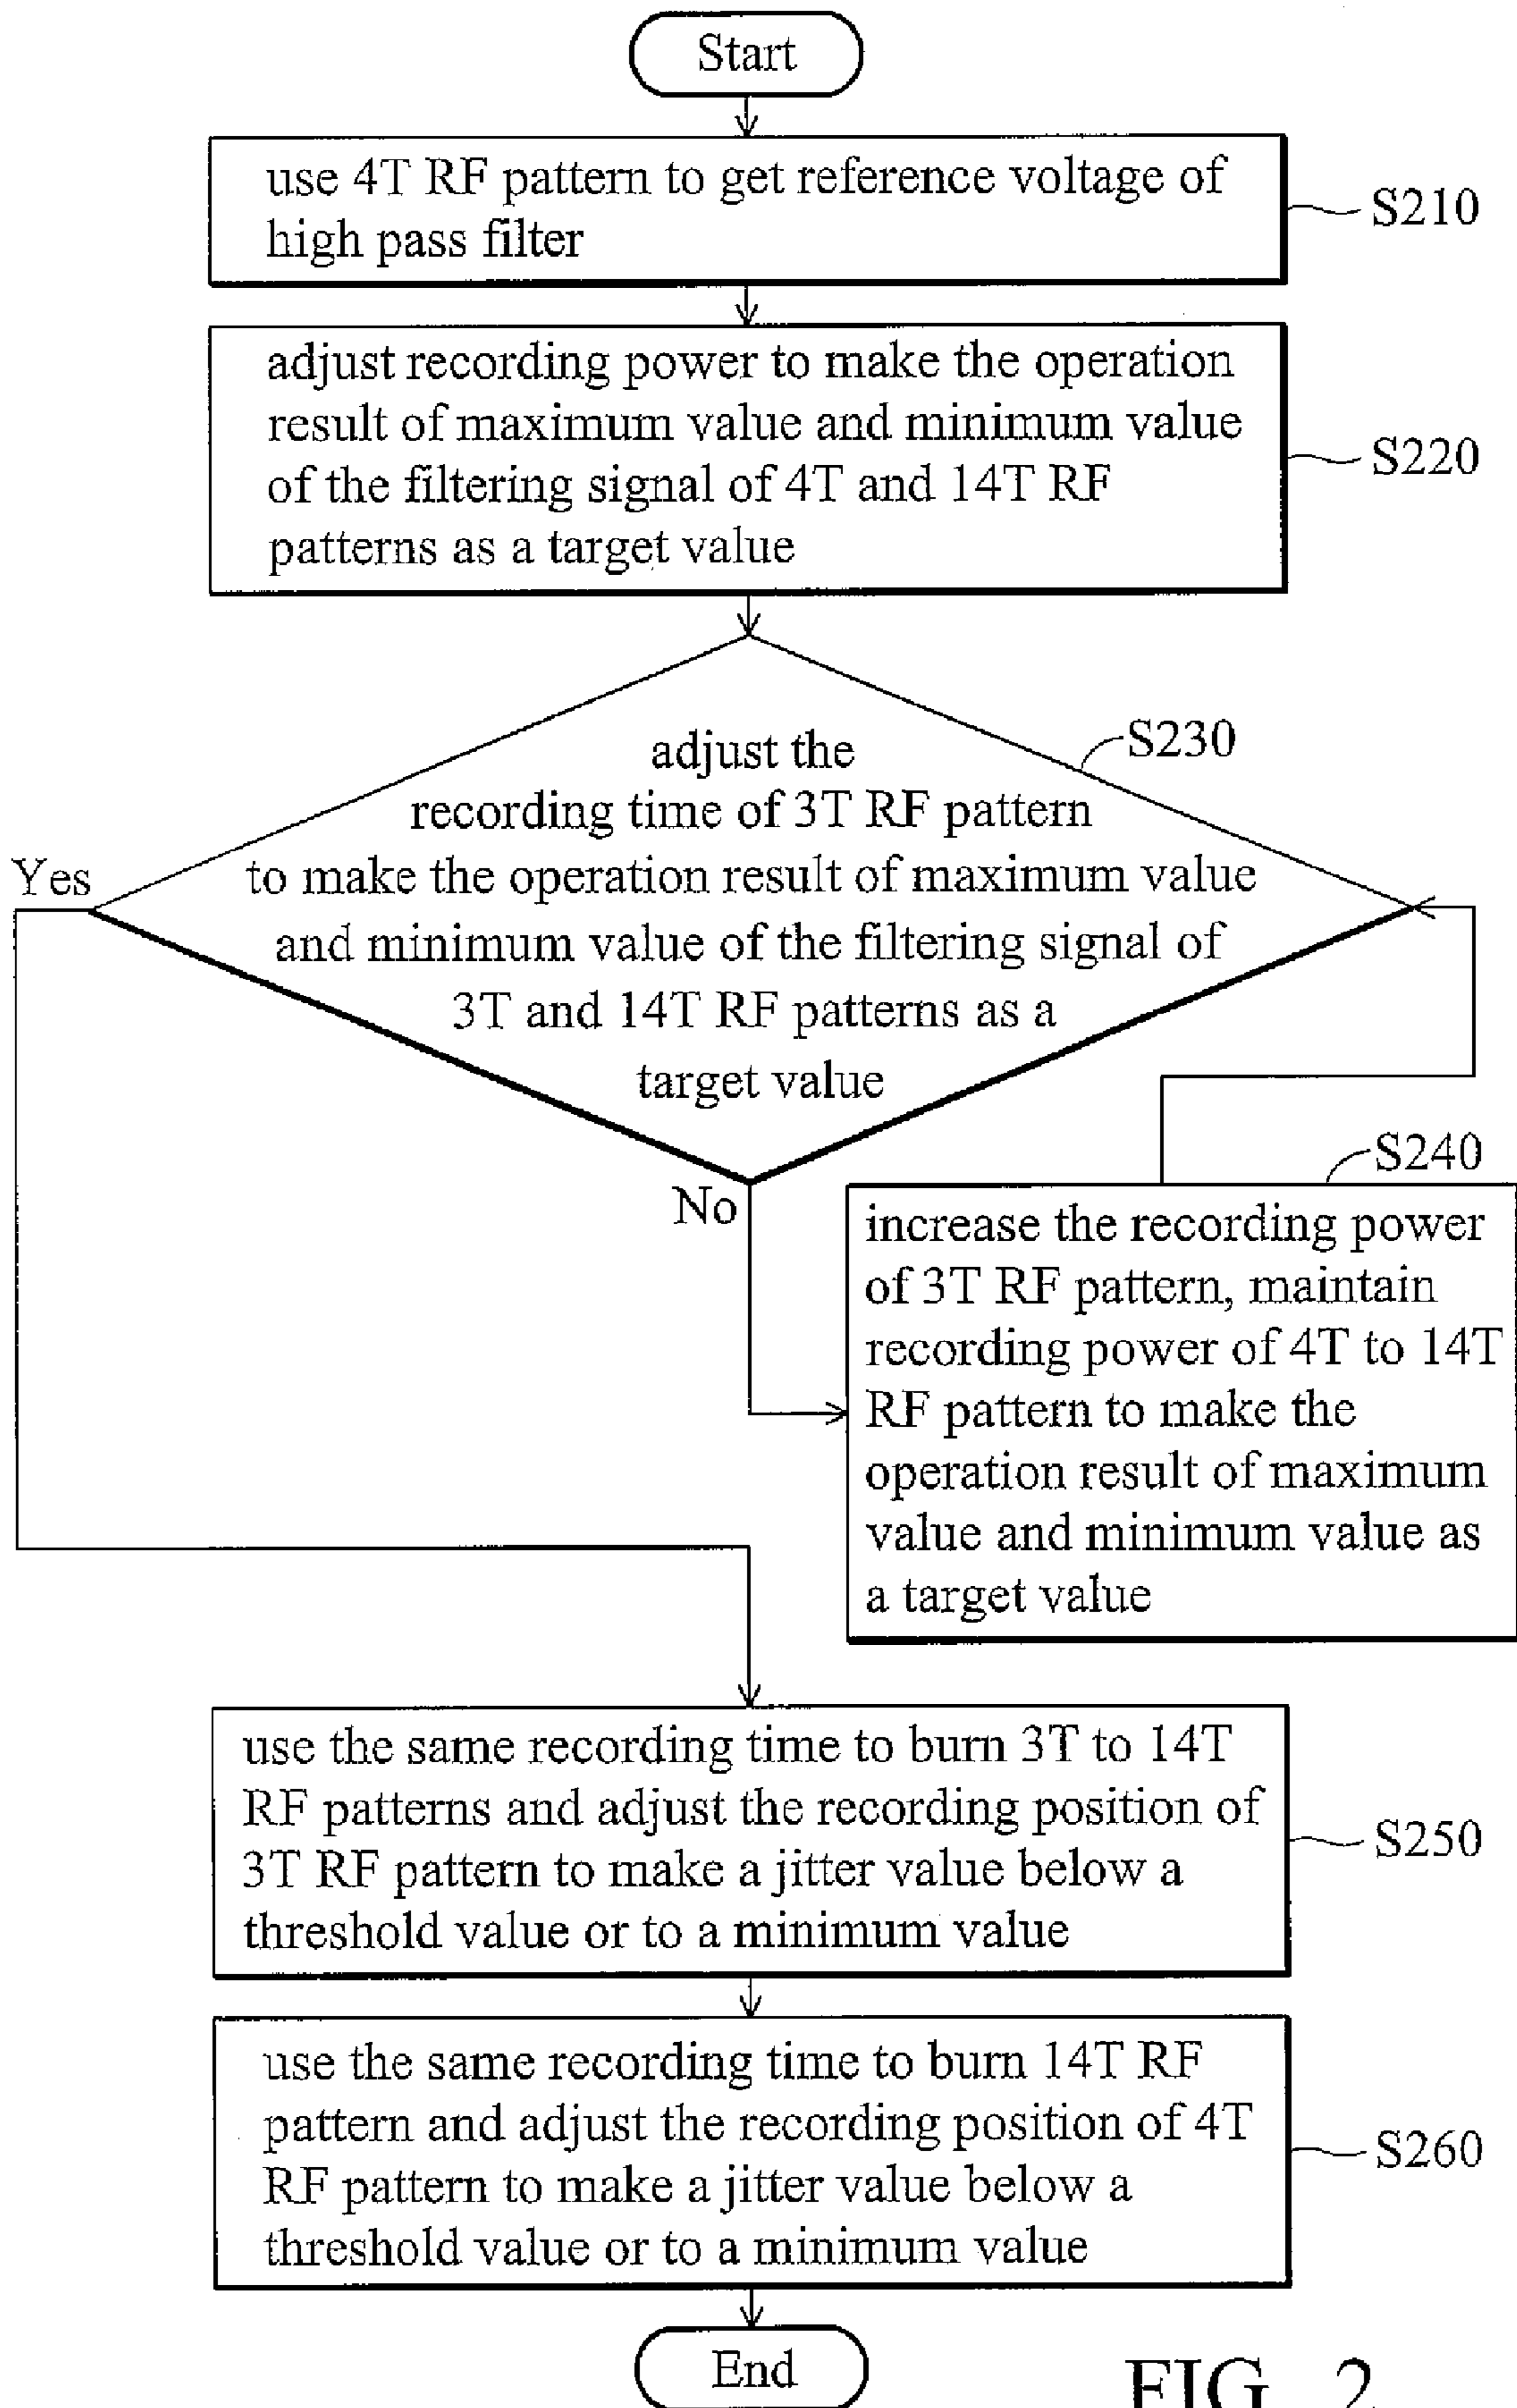 Start
use 4T RF pattern to get reference voltage of
high pass filter
S210
adjust recording power to make the operation
result of maximum value and minimum value
of the filtering signal of 4T and 14T RF
patterns as a target value
S220
adjust the
recording time of 3T RF pattern
to make the operation result of maximum value
and minimum value of the filtering signal of
3T and 14T RF patterns as a
target value
S230
Yes
No
S240
increase the recording power
of 3T RF pattern, maintain
recording power of 4T to 14T
RF pattern to make the
operation result of maximum
value and minimum value as
a target value
use the same recording time to burn 3T to 14T
RF patterns and adjust the recording position of
3T RF pattern to make a jitter value below a
threshold value or to a minimum value
S250
use the same recording time to burn 14T RF
pattern and adjust the recording position of 4T
RF pattern to make a jitter value below a
threshold value or to a minimum value
S260
End
FIG. 2